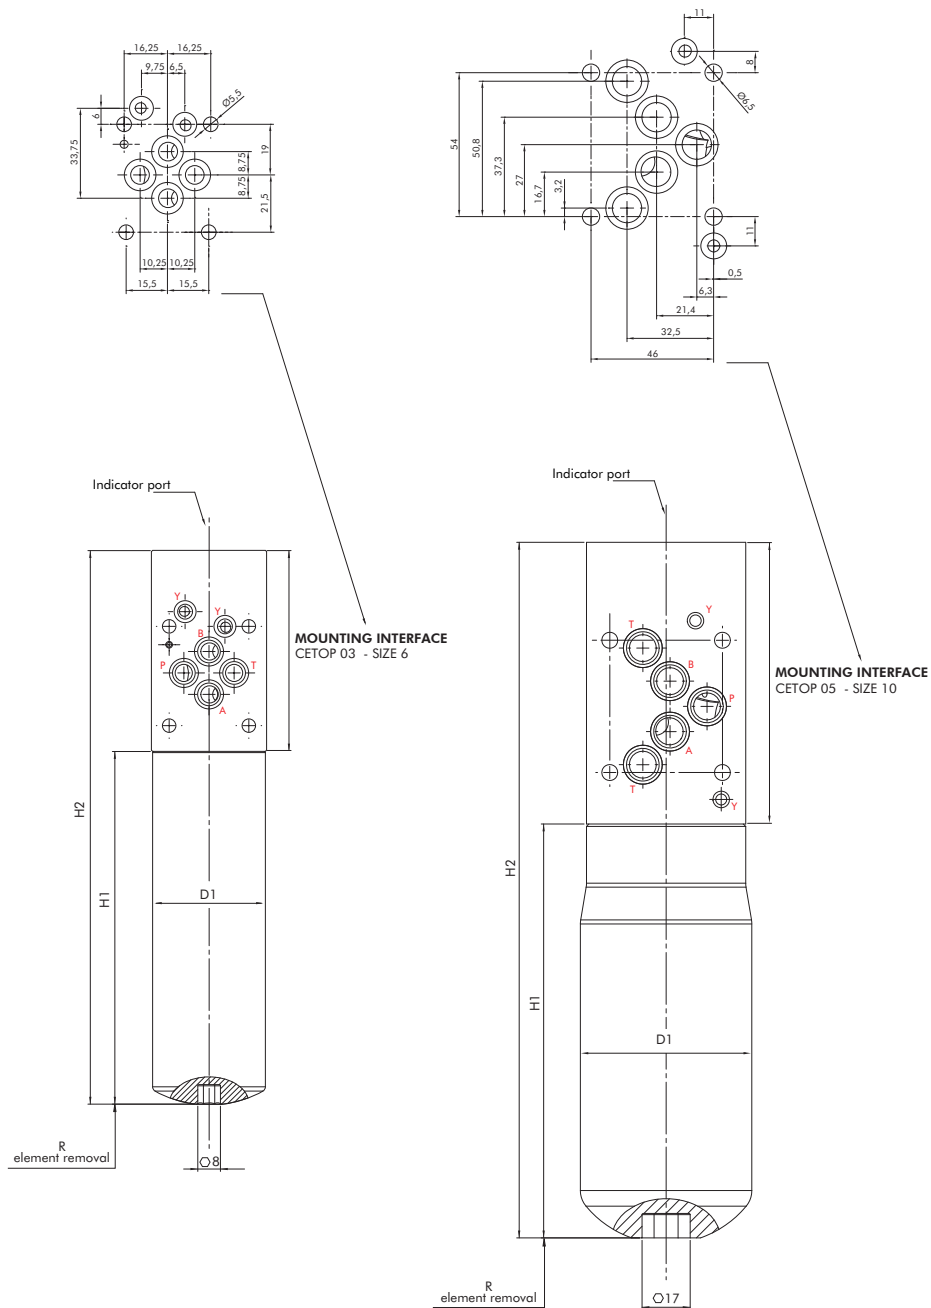 11
16,25
16,25
9,75
6,5
8
Ø5,5
Ø6,5
6
33,75
8,75
19
8,75
21,5
54
50,8
37,3
27
16,7
3,2
11
10,25
10,25
15,5
15,5
0,5
6,3
21,4
32,5
46
Indicator port
Indicator port
Y
Y
B
P
T
A
MOUNTING INTERFACE
CETOP 03 - SIZE 6
Y
T
B
P
A
T
Y
MOUNTING INTERFACE
CETOP 05 - SIZE 10
H2
H1
D1
R
element removal
8
H2
H1
D1
R
element removal
17